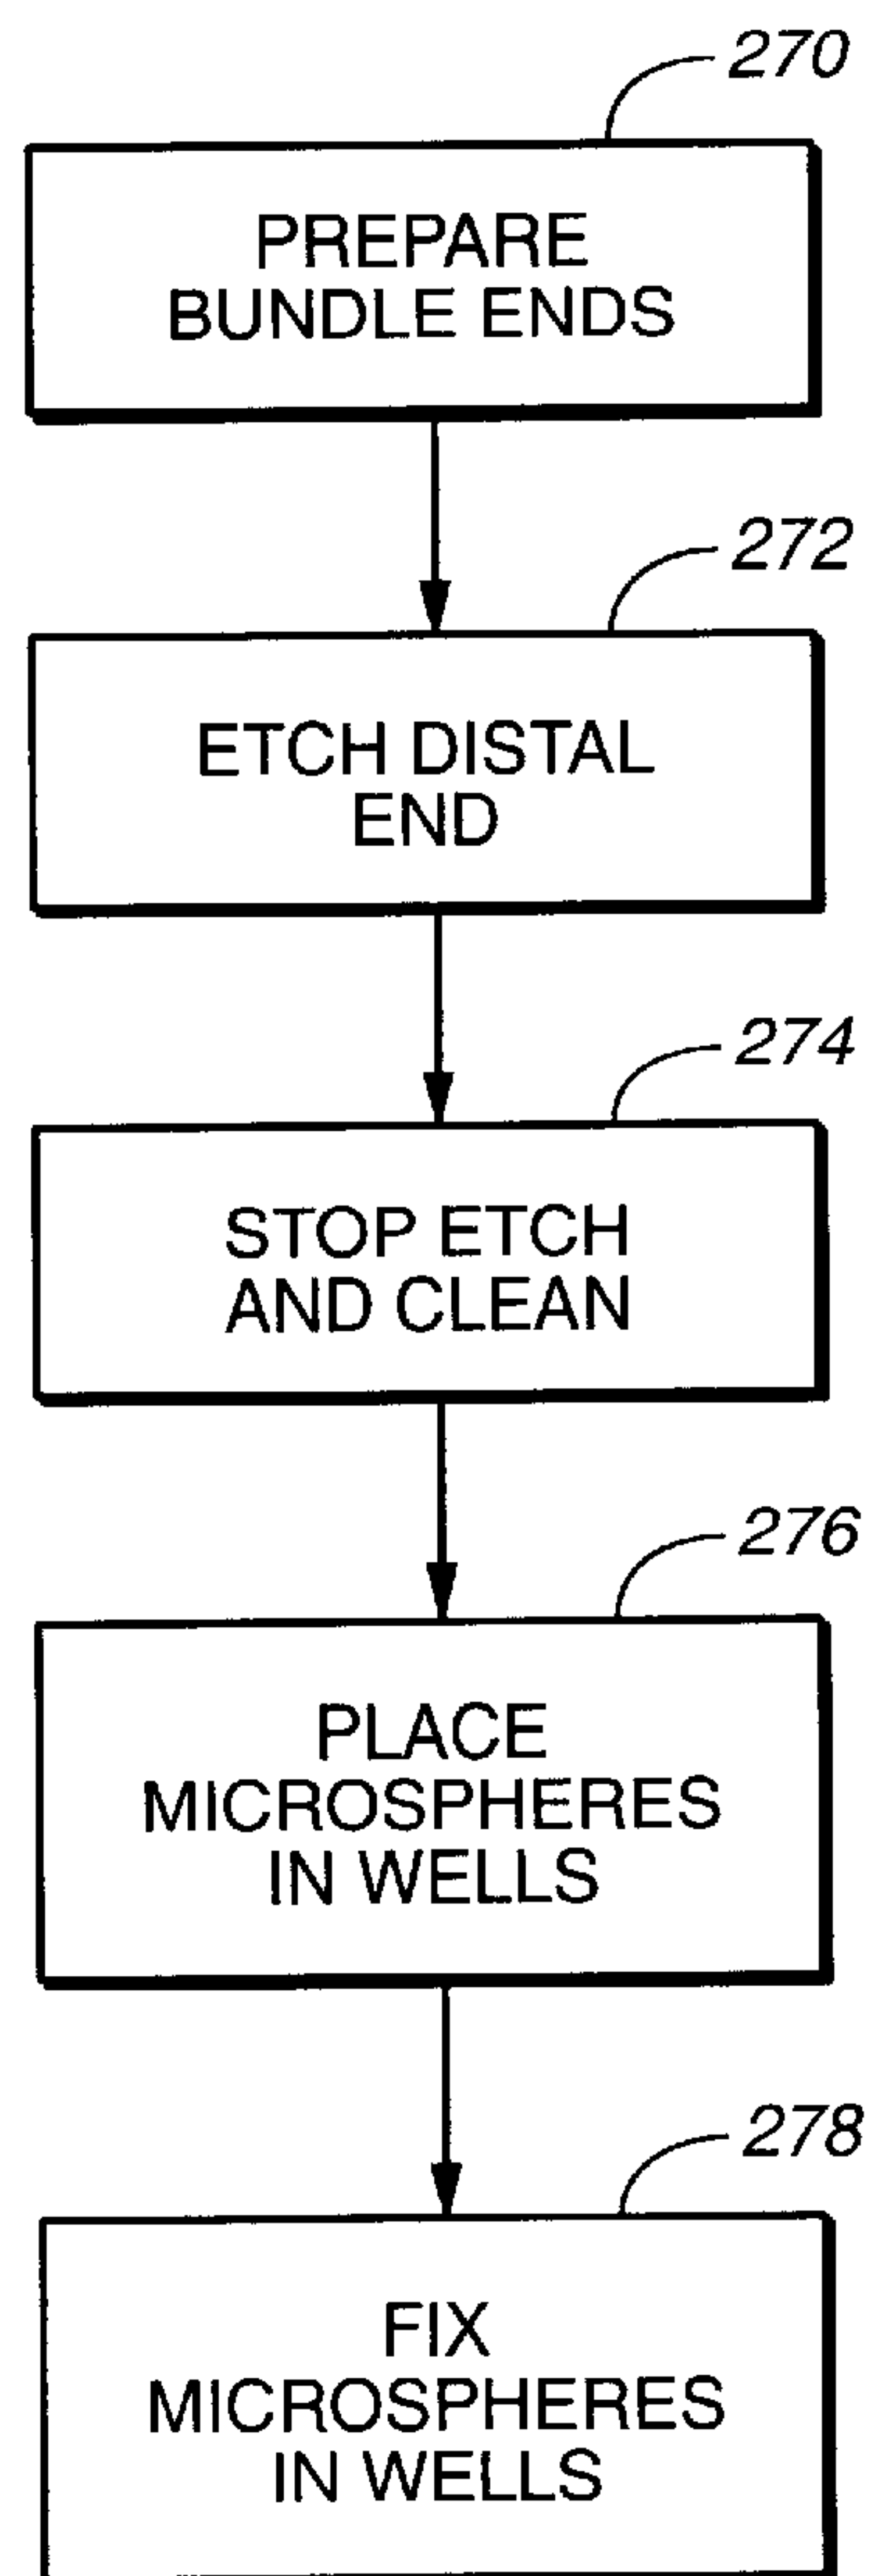 270
PREPARE
BUNDLE ENDS
272
ETCH DISTAL
END
274
STOP ETCH
AND CLEAN
276
PLACE
MICROSPHERES
IN WELLS
278
FIX
MICROSPHERES
IN WELLS